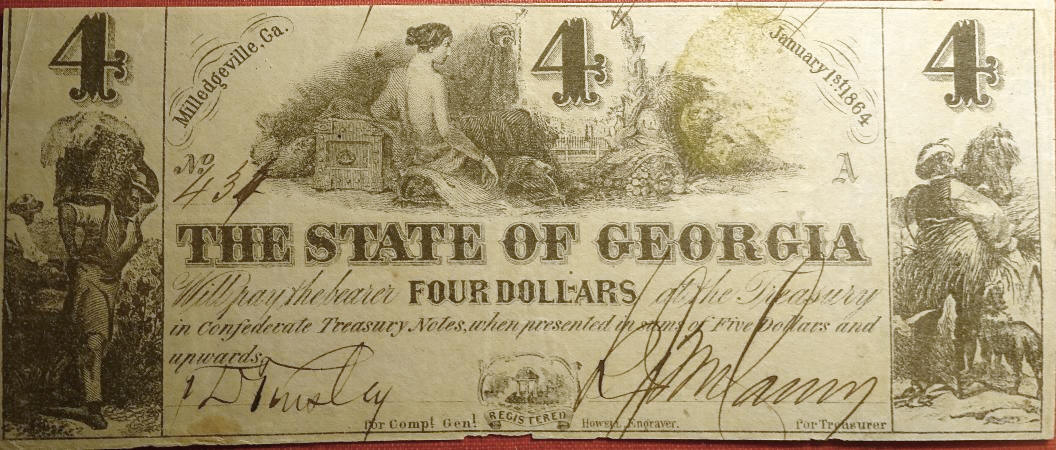 4 4 4
Milledgeville, Ga. January 1st, 1864
No A
THE STATE OF GEORGIA
Will pay the bearer FOUR DOLLARS at the Treasury
in Confederate Treasury Notes, when presented in sums of Five Dollars and
upwards.
REGISTERED
for Compt Genl Howell Engraver. for Treasurer